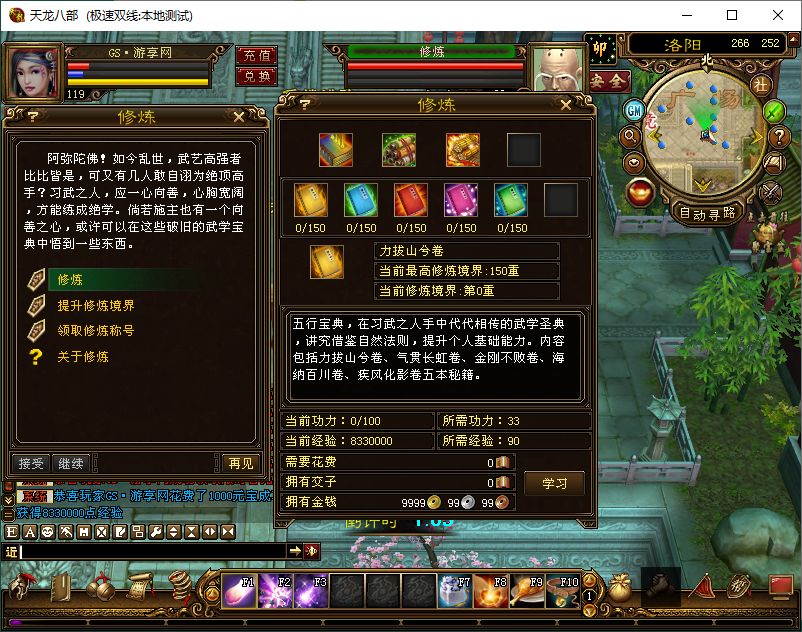 天龙八部 (极速双线:本地测试)
GS·游享网
119
充值
兑换
修炼
卯
安全
洛阳 266 252
北
社
GM
广场
自动寻路
修炼
阿弥陀佛！如今乱世，武艺高强者
比比皆是，可又有几人敢自诩为绝顶高
手？习武之人，应一心向善，心胸宽阔
，方能练成绝学。倘若施主也有一个向
善之心，或许可以在这些破旧的武学宝
典中悟到一些东西。
修炼
提升修炼境界
领取修炼称号
关于修炼
接受
继续
再见
修炼
0/150 0/150 0/150 0/150 0/150
力拔山兮卷
当前最高修炼境界:150重
当前修炼境界:第0重
五行宝典，在习武之人手中代代相传的武学圣典
，讲究借鉴自然法则，提升个人基础能力。内容
包括力拔山兮卷、气贯长虹卷、金刚不败卷、海
纳百川卷、疾风化影卷五本秘籍。
当前功力：0/100
所需功力：33
当前经验：8330000
所需经验：90
需要花费 0
拥有交子 0
拥有金钱 9999 99 99
学习
恭喜玩家GS·游享网花费了1000元宝成
获得8330000点经验
倒计时 1:09
近
F1 F2 F3 F7 F8 F9 F10
1